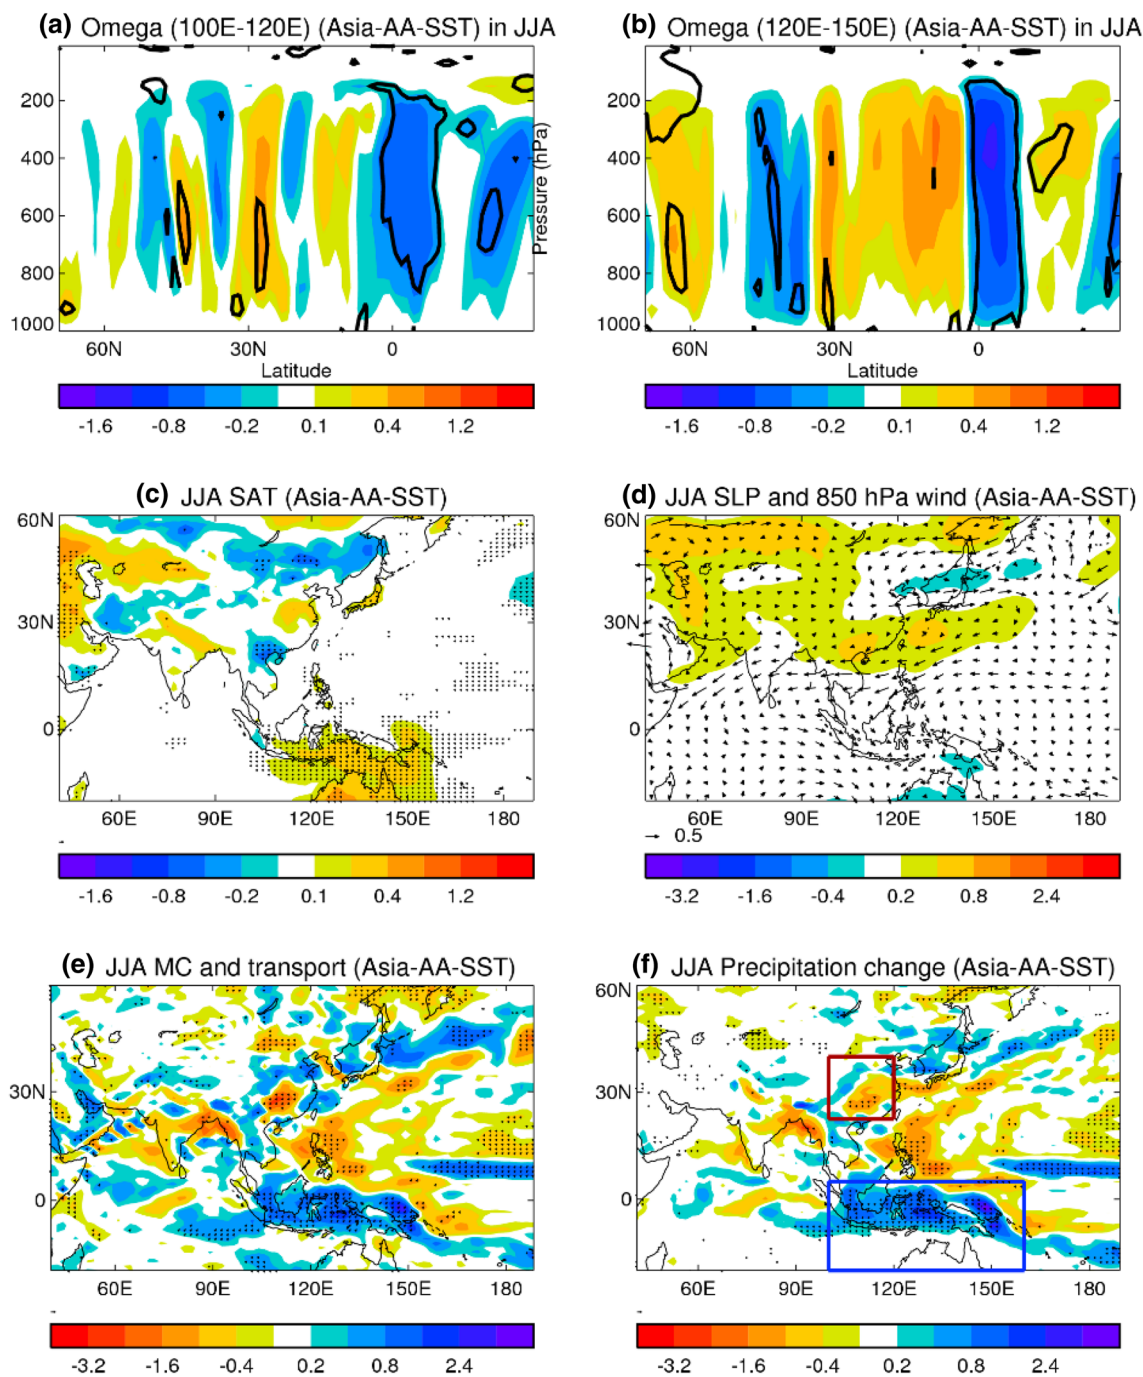 (a) Omega (100E-120E) (Asia-AA-SST) in JJA
200
400
600
800
1000
60N 30N 0
Latitude
-1.6 -0.8 -0.2 0.1 0.4 1.2
(b) Omega (120E-150E) (Asia-AA-SST) in JJA
Pressure (hPa)
200
400
600
800
1000
60N 30N 0
Latitude
-1.6 -0.8 -0.2 0.1 0.4 1.2
(c) JJA SAT (Asia-AA-SST)
60N
30N
0
60E 90E 120E 150E 180
-1.6 -0.8 -0.2 0.1 0.4 1.2
(d) JJA SLP and 850 hPa wind (Asia-AA-SST)
60N
30N
0
60E 90E 120E 150E 180
0.5
-3.2 -1.6 -0.4 0.2 0.8 2.4
(e) JJA MC and transport (Asia-AA-SST)
30N
0
60E 90E 120E 150E 180
-3.2 -1.6 -0.4 0.2 0.8 2.4
(f) JJA Precipitation change (Asia-AA-SST)
60N
30N
0
60E 90E 120E 150E 180
-3.2 -1.6 -0.4 0.2 0.8 2.4